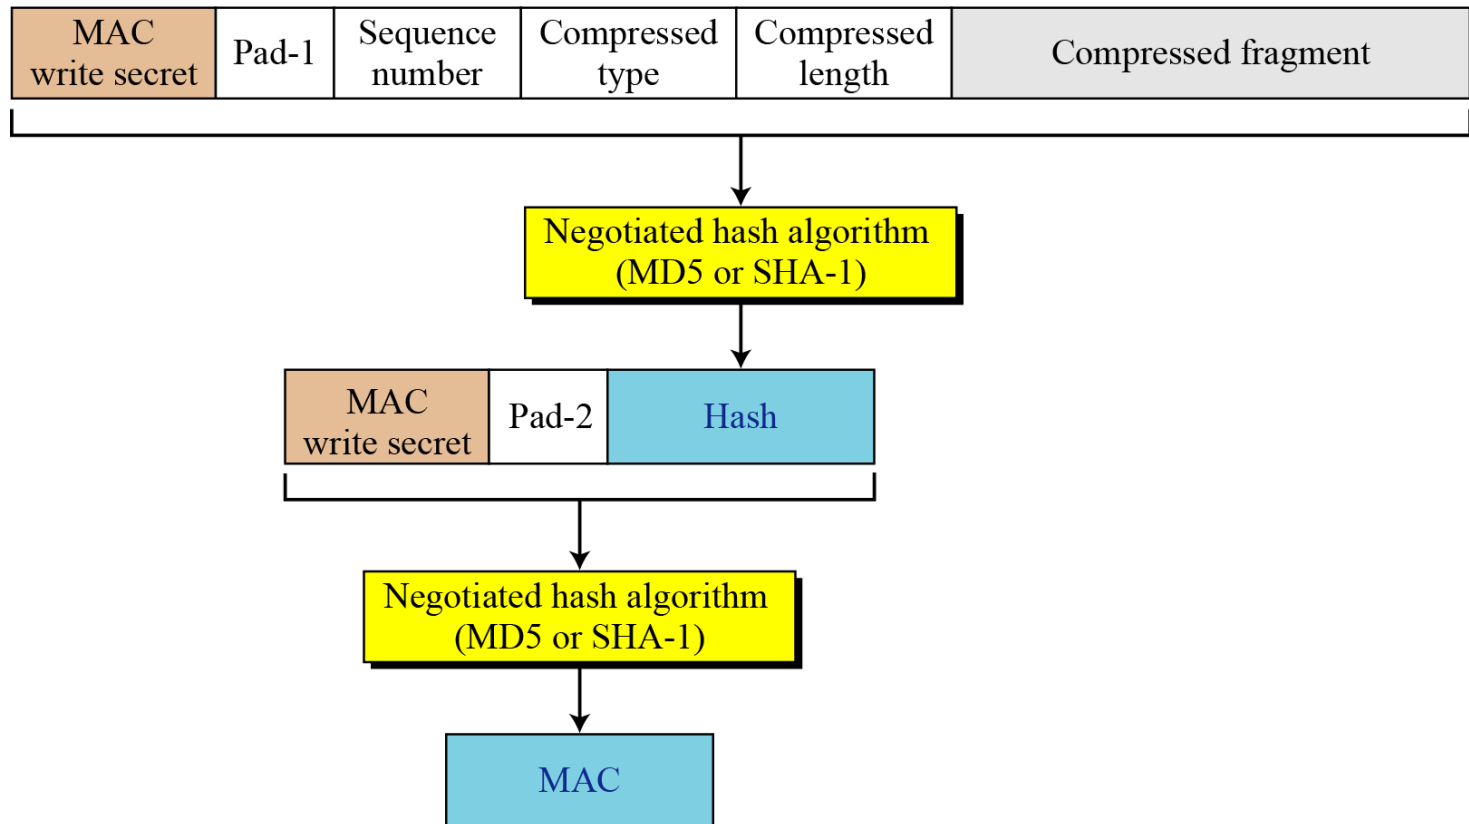 MAC
write secret
Pad-1
Sequence
number
Compressed
type
Compressed
length
Compressed fragment
Negotiated hash algorithm
(MD5 or SHA-1)
MAC
write secret
Pad-2
Hash
Negotiated hash algorithm
(MD5 or SHA-1)
MAC